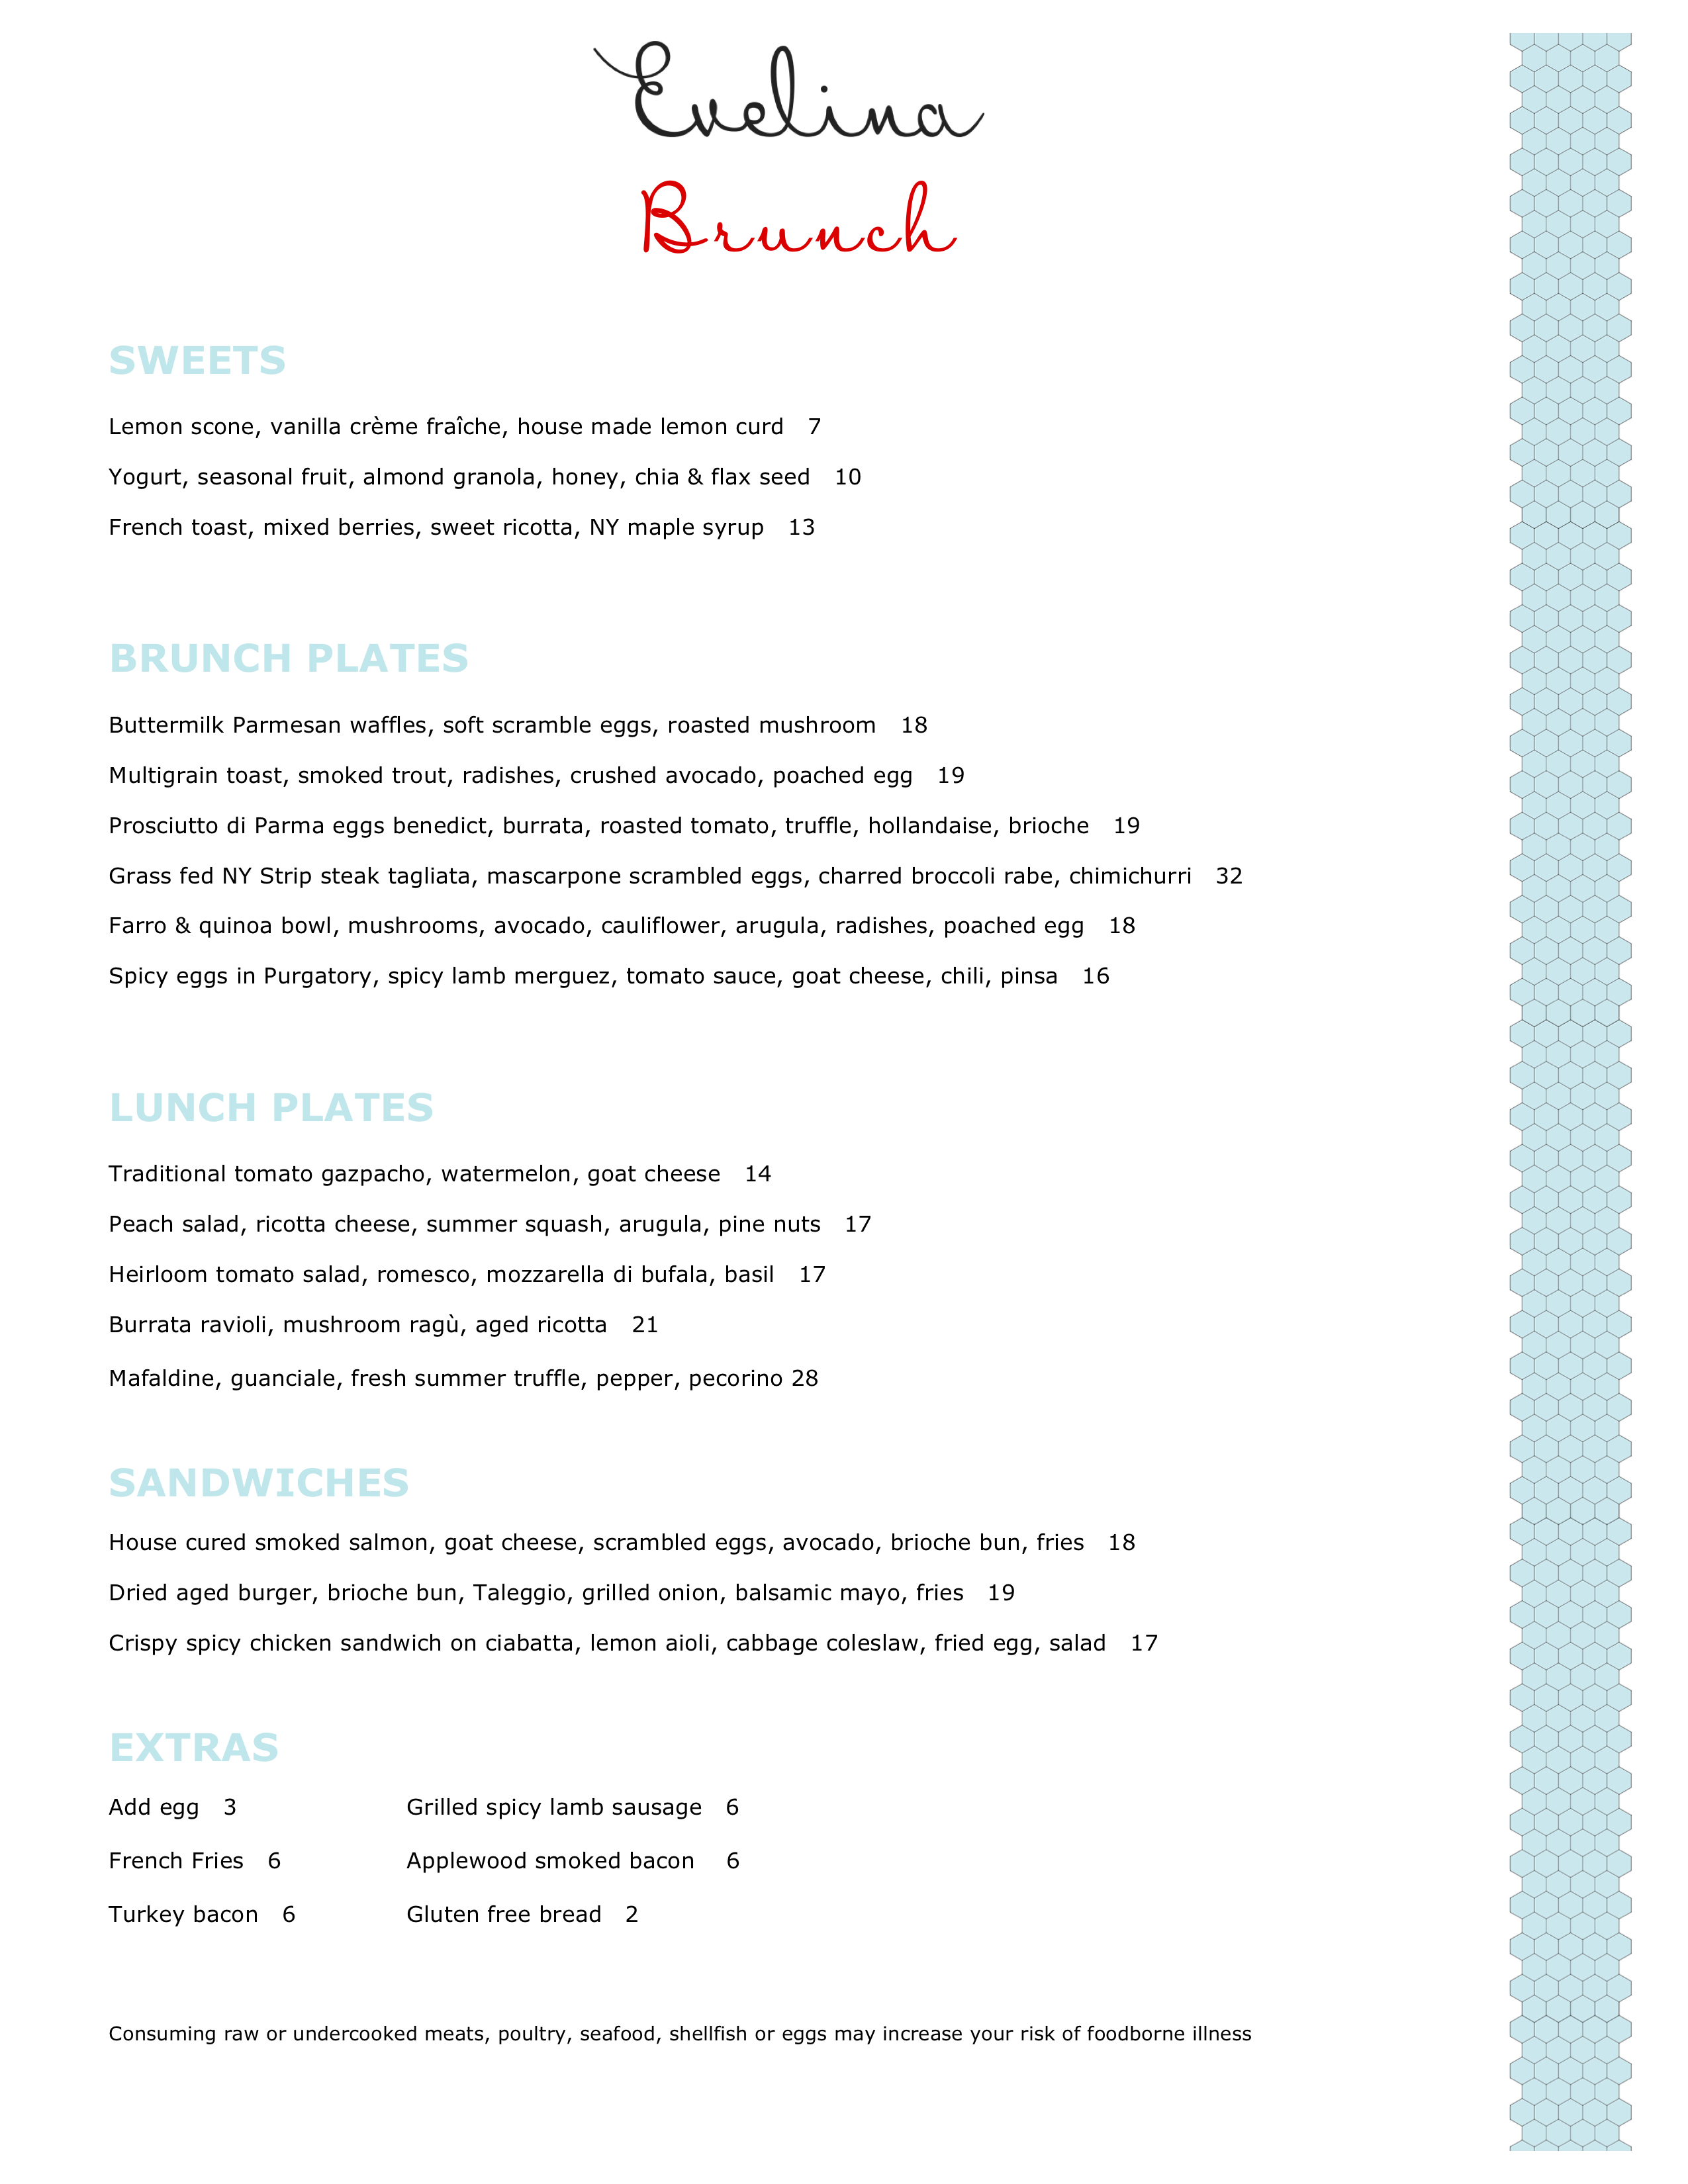 Evelina
Brunch
SWEETS
Lemon scone, vanilla crème fraîche, house made lemon curd 7
Yogurt, seasonal fruit, almond granola, honey, chia & flax seed 10
French toast, mixed berries, sweet ricotta, NY maple syrup 13
BRUNCH PLATES
Buttermilk Parmesan waffles, soft scramble eggs, roasted mushroom 18
Multigrain toast, smoked trout, radishes, crushed avocado, poached egg 19
Prosciutto di Parma eggs benedict, burrata, roasted tomato, truffle, hollandaise, brioche 19
Grass fed NY Strip steak tagliata, mascarpone scrambled eggs, charred broccoli rabe, chimichurri 32
Farro & quinoa bowl, mushrooms, avocado, cauliflower, arugula, radishes, poached egg 18
Spicy eggs in Purgatory, spicy lamb merguez, tomato sauce, goat cheese, chili, pinsa 16
LUNCH PLATES
Traditional tomato gazpacho, watermelon, goat cheese 14
Peach salad, ricotta cheese, summer squash, arugula, pine nuts 17
Heirloom tomato salad, romesco, mozzarella di bufala, basil 17
Burrata ravioli, mushroom ragù, aged ricotta 21
Mafaldine, guanciale, fresh summer truffle, pepper, pecorino 28
SANDWICHES
House cured smoked salmon, goat cheese, scrambled eggs, avocado, brioche bun, fries 18
Dried aged burger, brioche bun, Taleggio, grilled onion, balsamic mayo, fries 19
Crispy spicy chicken sandwich on ciabatta, lemon aioli, cabbage coleslaw, fried egg, salad 17
EXTRAS
Add egg 3 Grilled spicy lamb sausage 6
French Fries 6 Applewood smoked bacon 6
Turkey bacon 6 Gluten free bread 2
Consuming raw or undercooked meats, poultry, seafood, shellfish or eggs may increase your risk of foodborne illness